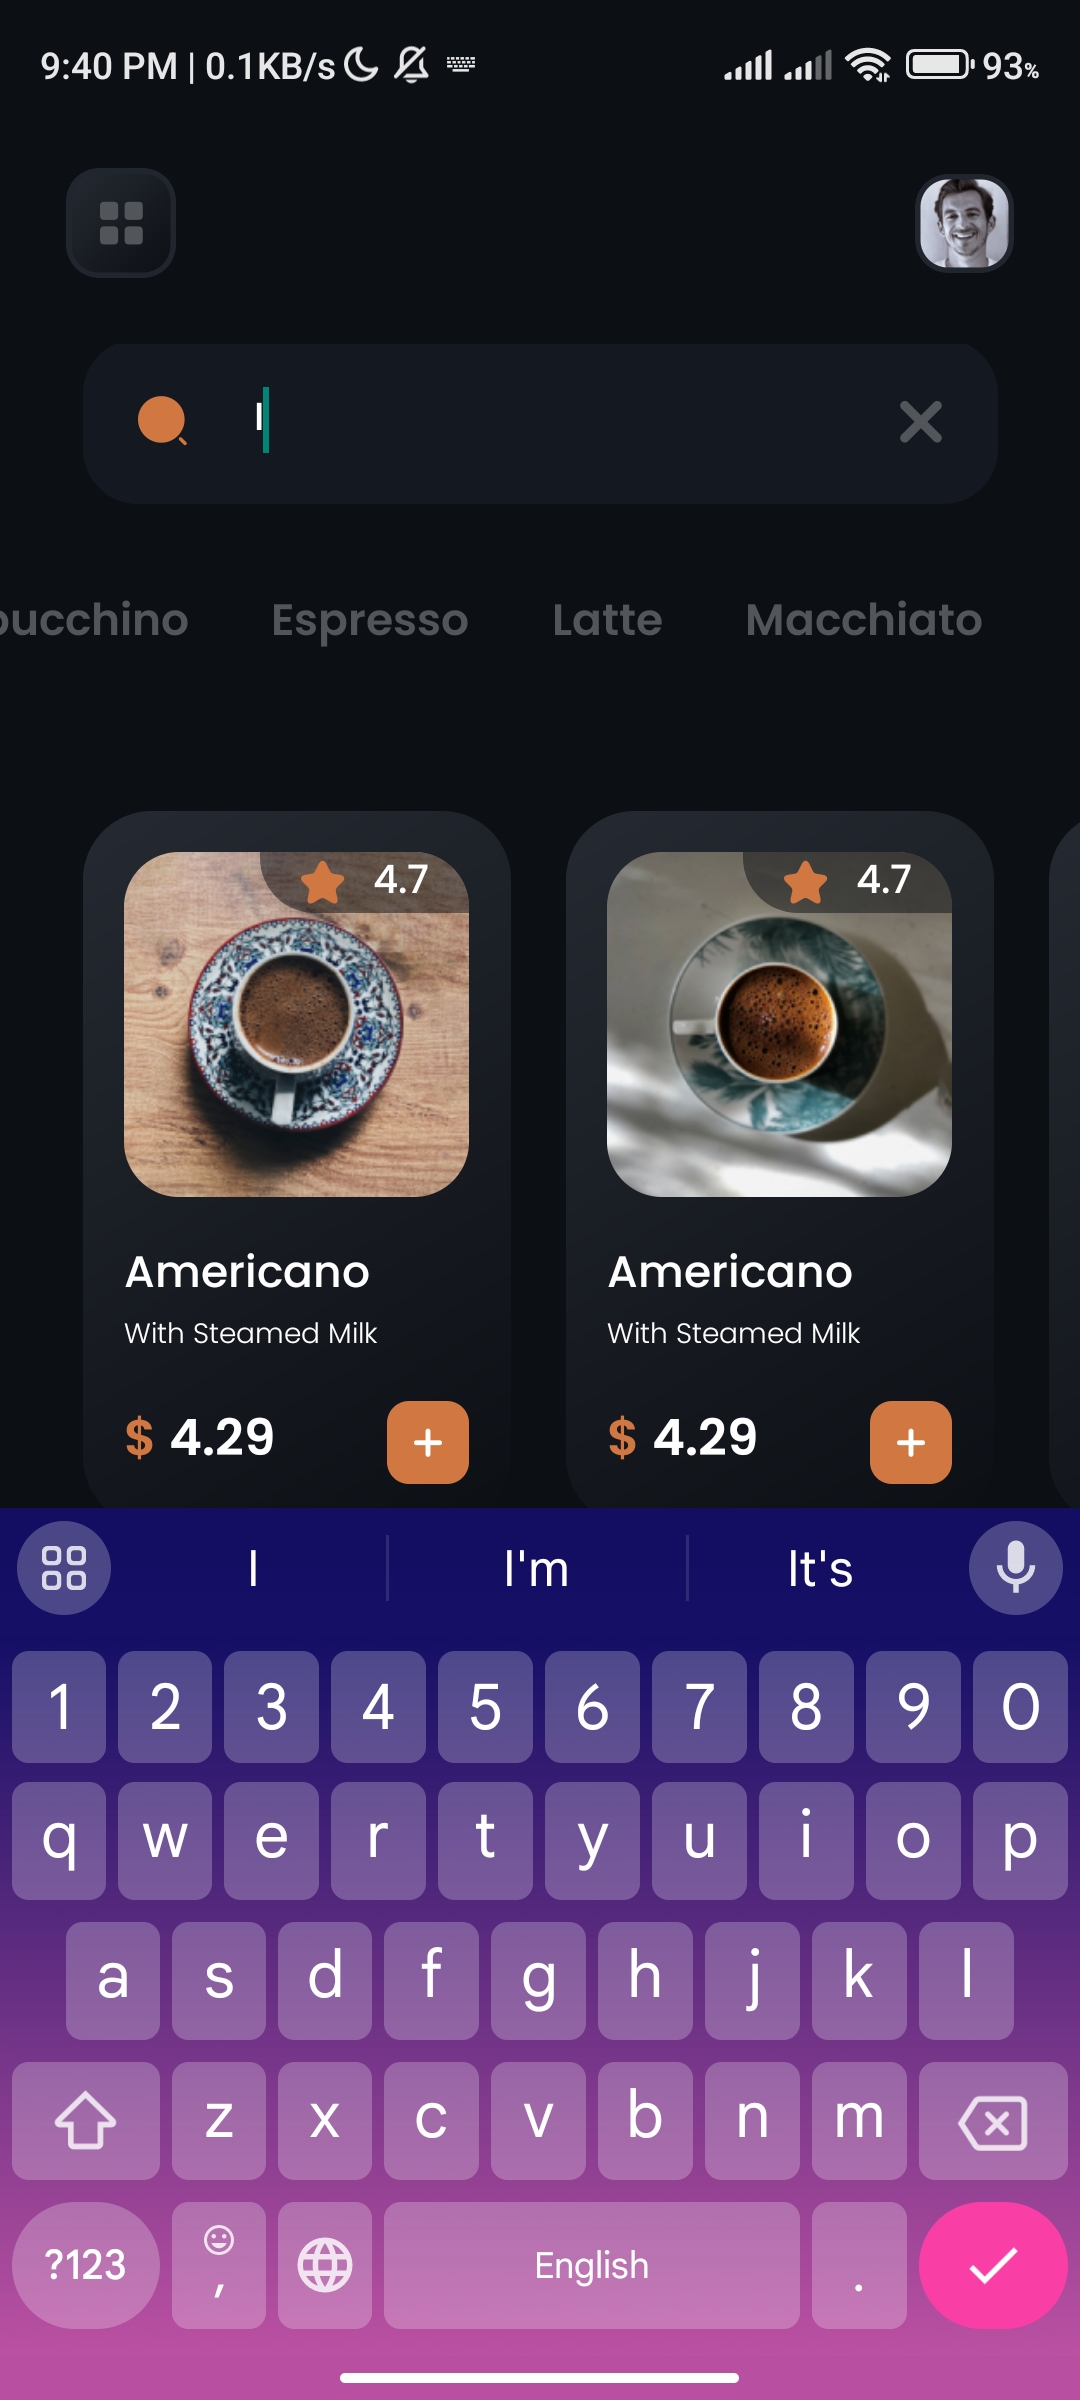 9:40 PM | 0.1KB/s 93%
I
pucchino Espresso Latte Macchiato
4.7 4.7
Americano Americano
With Steamed Milk With Steamed Milk
$ 4.29 + $ 4.29 +
I I'm It's
1 2 3 4 5 6 7 8 9 0
q w e r t y u i o p
a s d f g h j k l
z x c v b n m
?123 , English .